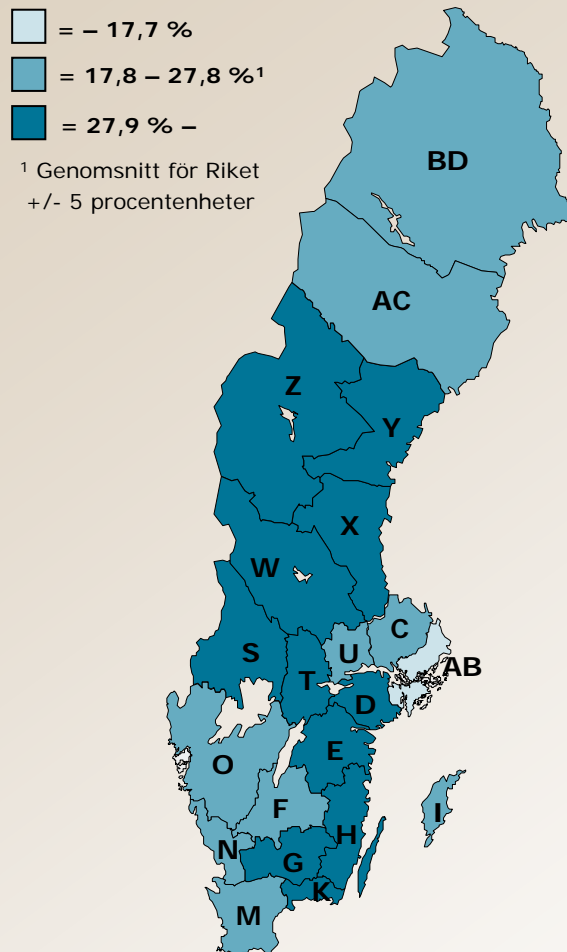 = – 17,7 %
= 17,8 – 27,8 %¹
= 27,9 % –
¹ Genomsnitt för Riket
+/- 5 procentenheter
BD
AC
Z
Y
X
W
C
S
U
AB
T
D
E
O
F
I
H
N
G
K
M